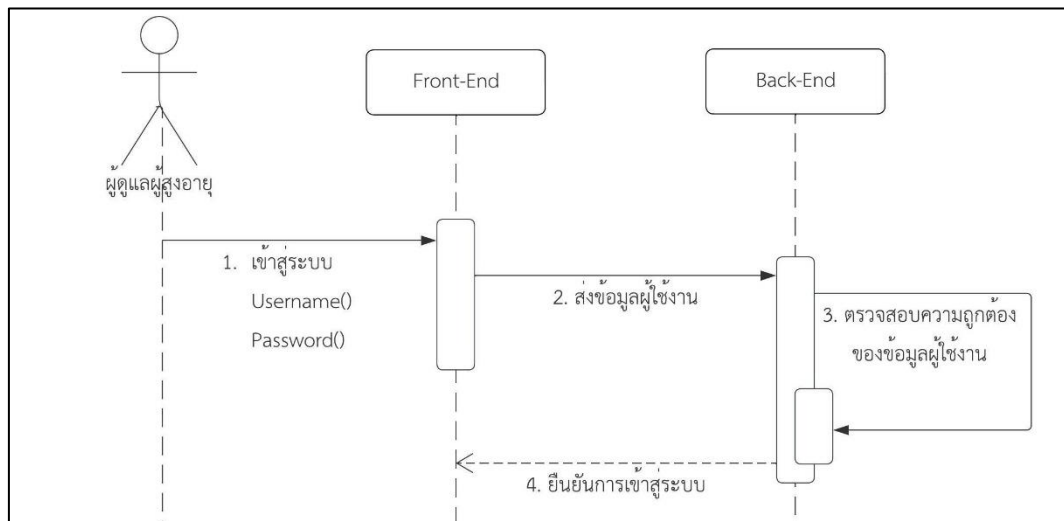 Front-End
Back-End
ผู้ดูแลผู้สูงอายุ
1. เข้าสู่ระบบ
Username()
Password()
2. ส่งข้อมูลผู้ใช้งาน
3. ตรวจสอบความถูกต้อง
ของข้อมูลผู้ใช้งาน
4. ยืนยันการเข้าสู่ระบบ